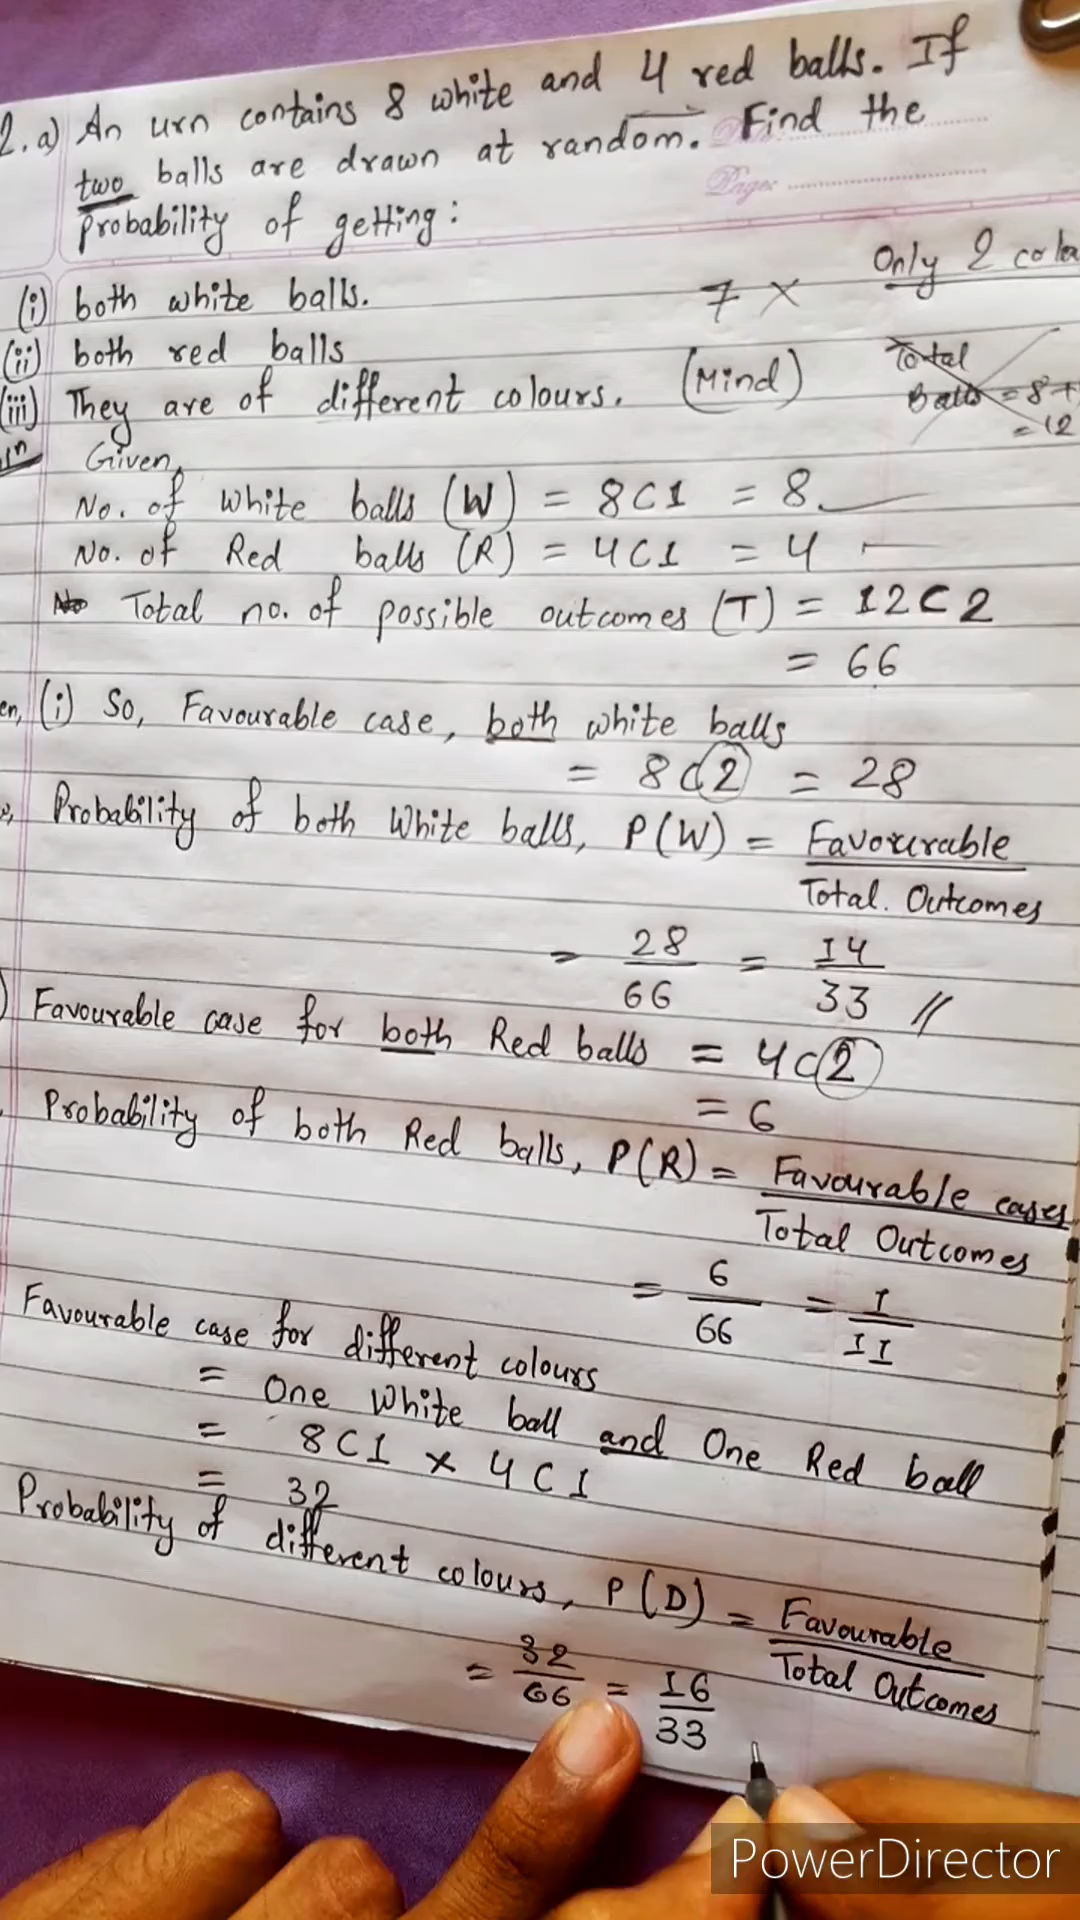 2. a) An urn contains 8 white and 4 red balls. If
two balls are drawn at random. Find the
Page:
probability of getting:
Only 2
(i) both white balls. 7 ×
(ii) both red balls
Total
(iii) They are of different colours. (Mind)
Balls = 8+
= 12
Given,
No. of White balls (W) = 8C1 = 8
No. of Red balls (R) = 4C1 = 4
Total no. of possible outcomes (T) = 12C2
= 66
(i) So, Favourable case, both white balls
= 8C2 = 28
Probability of both White balls, P(W) = Favourable
Total. Outcomes
= 28/66 = 14/33 //
Favourable case for both Red balls = 4C2
= 6
Probability of both Red balls, P(R) = Favourable cases
Total Outcomes
= 6/66 = 1/11
Favourable case for different colours
= One White ball and One Red ball
= 8C1 × 4C1
= 32
Probability of different colours, P(D) = Favourable
Total Outcomes
= 32/66 = 16/33
PowerDirector